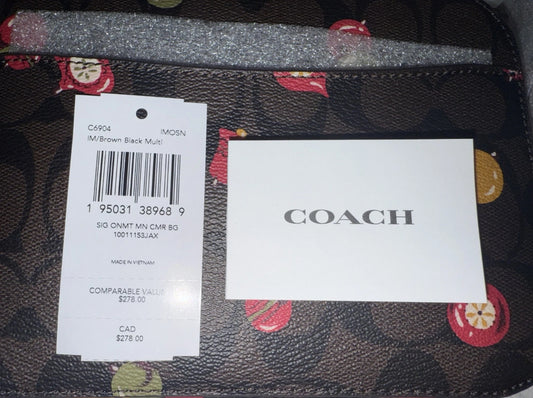 C6904 IMOSN
IM/Brown Black Multi
1 95031 38968 9
SIG ONMT MN CMR BG
10011153JAX
MADE IN VIETNAM
COMPARABLE VALUE
$278.00
CAD
$278.00
COACH